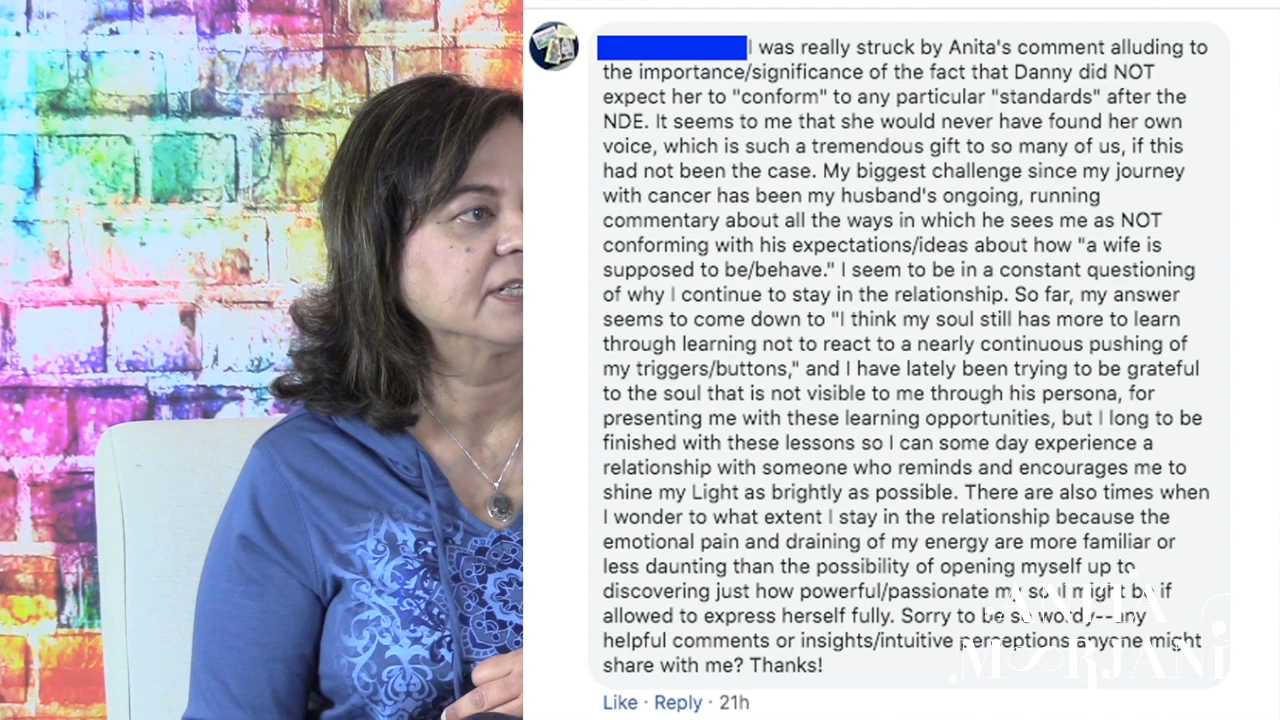 I was really struck by Anita's comment alluding to
the importance/significance of the fact that Danny did NOT
expect her to "conform" to any particular "standards" after the
NDE. It seems to me that she would never have found her own
voice, which is such a tremendous gift to so many of us, if this
had not been the case. My biggest challenge since my journey
with cancer has been my husband's ongoing, running
commentary about all the ways in which he sees me as NOT
conforming with his expectations/ideas about how "a wife is
supposed to be/behave." I seem to be in a constant questioning
of why I continue to stay in the relationship. So far, my answer
seems to come down to "I think my soul still has more to learn
through learning not to react to a nearly continuous pushing of
my triggers/buttons," and I have lately been trying to be grateful
to the soul that is not visible to me through his persona, for
presenting me with these learning opportunities, but I long to be
finished with these lessons so I can some day experience a
relationship with someone who reminds and encourages me to
shine my Light as brightly as possible. There are also times when
I wonder to what extent I stay in the relationship because the
emotional pain and draining of my energy are more familiar or
less daunting than the possibility of opening myself up to
discovering just how powerful/passionate my soul might be if
allowed to express herself fully. Sorry to be so wordy--any
helpful comments or insights/intuitive perceptions anyone might
share with me? Thanks!
Like · Reply · 21h
ANITA
MOORJANI